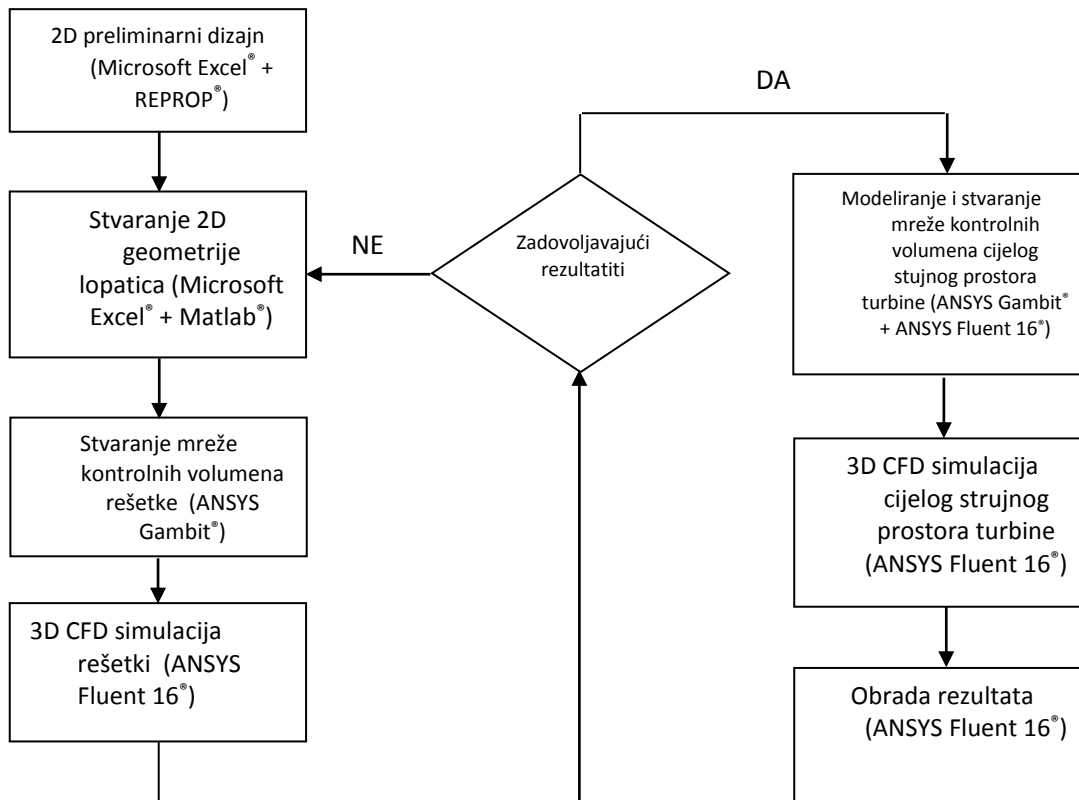 2D preliminarni dizajn
(Microsoft Excel® +
REPROP®)
Stvaranje 2D
geometrije
lopatica (Microsoft
Excel® + Matlab®)
Stvaranje mreže
kontrolnih volumena
rešetke (ANSYS
Gambit®)
3D CFD simulacija
rešetki (ANSYS
Fluent 16®)
NE
Zadovoljavajući
rezultatiti
DA
Modeliranje i stvaranje
mreže kontrolnih
volumena cijelog
stujnog prostora
turbine (ANSYS Gambit®
+ ANSYS Fluent 16®)
3D CFD simulacija
cijelog strujnog
prostora turbine
(ANSYS Fluent 16®)
Obrada rezultata
(ANSYS Fluent 16®)